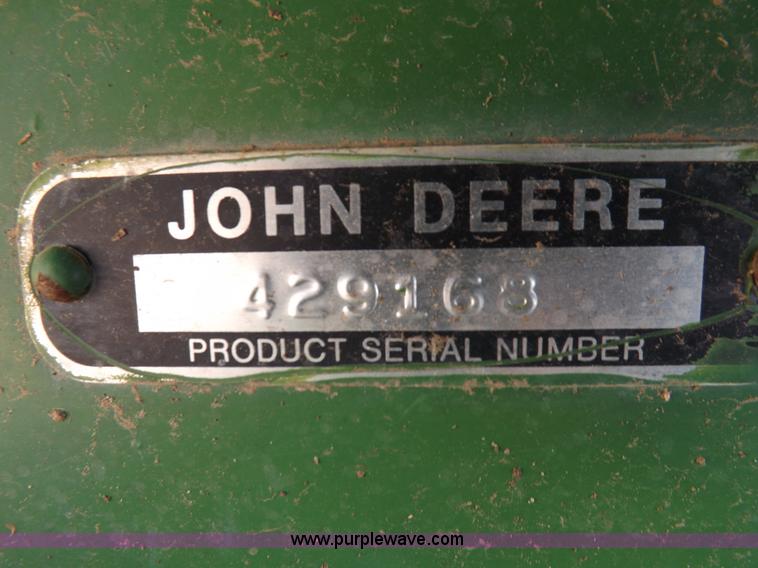 JOHN DEERE
429168
PRODUCT SERIAL NUMBER
www.purplewave.com